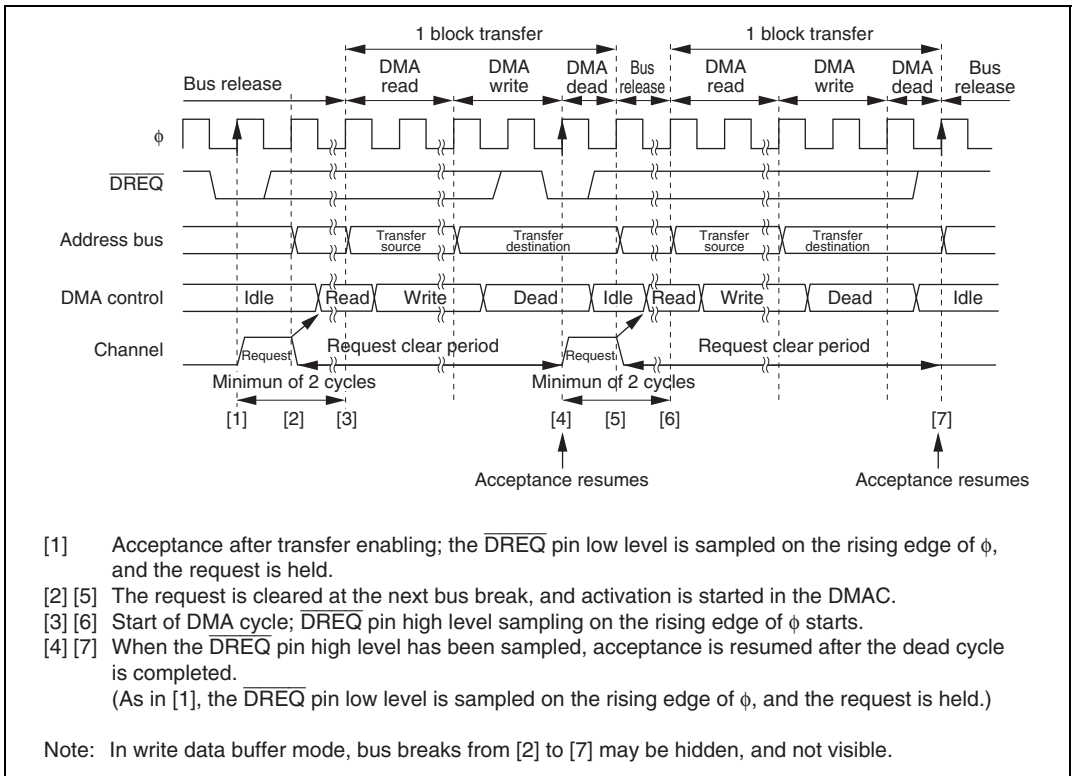 1 block transfer 1 block transfer
Bus release DMA read DMA write DMA dead Bus release DMA read DMA write DMA dead Bus release
ϕ
DREQ
Address bus Transfer source Transfer destination Transfer source Transfer destination
DMA control Idle Read Write Dead Idle Read Write Dead Idle
Channel Request Request clear period Request Request clear period
Minimun of 2 cycles Minimun of 2 cycles
[1] [2] [3] [4] [5] [6] [7]
Acceptance resumes Acceptance resumes
[1] Acceptance after transfer enabling; the DREQ pin low level is sampled on the rising edge of ϕ,
and the request is held.
[2] [5] The request is cleared at the next bus break, and activation is started in the DMAC.
[3] [6] Start of DMA cycle; DREQ pin high level sampling on the rising edge of ϕ starts.
[4] [7] When the DREQ pin high level has been sampled, acceptance is resumed after the dead cycle
is completed.
(As in [1], the DREQ pin low level is sampled on the rising edge of ϕ, and the request is held.)
Note: In write data buffer mode, bus breaks from [2] to [7] may be hidden, and not visible.